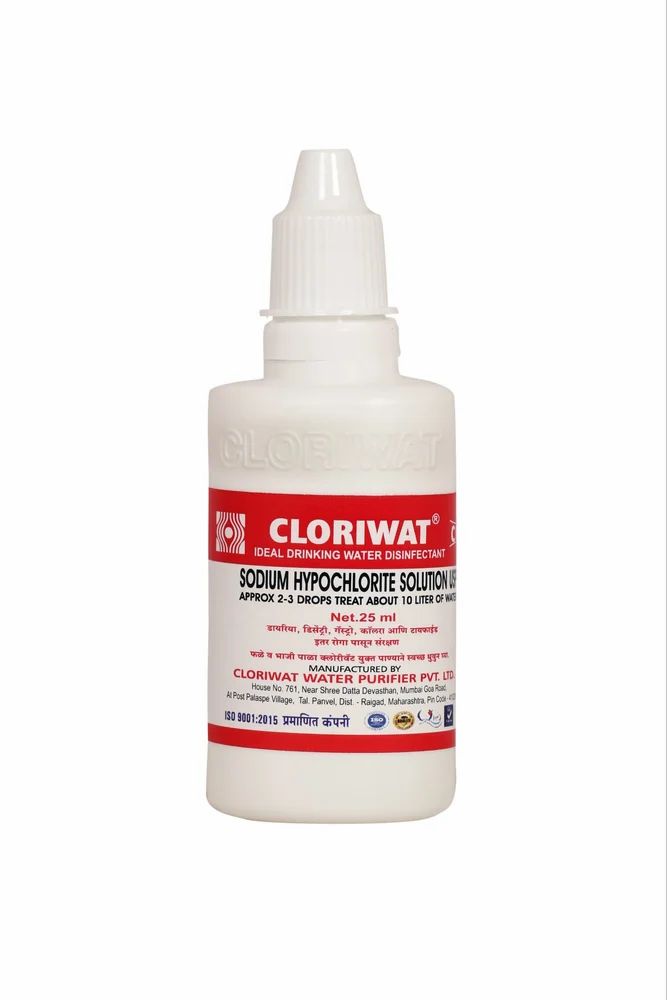 CLORIWAT
CLORIWAT®
IDEAL DRINKING WATER DISINFECTANT
SODIUM HYPOCHLORITE SOLUTION
APPROX 2-3 DROPS TREAT ABOUT 10 LITER OF
Net.25 ml
डायरिया, डिसेंट्री, गॅस्ट्रो, कॉलरा आणि टायफाईड
इतर रोगा पासून संरक्षण
फळे व भाजी पाळा क्लोरीवॅट युक्त पाण्याने स्वच्छ धुवुन घ्या.
MANUFACTURED BY
CLORIWAT WATER PURIFIER PVT. LTD.
House No. 761, Near Shree Datta Devasthan, Mumbai Goa Road,
At Post Palaspe Village, Tal. Panvel, Dist. - Raigad, Maharashtra, Pin Code -
ISO 9001:2015 प्रमाणित कंपनी
ISO